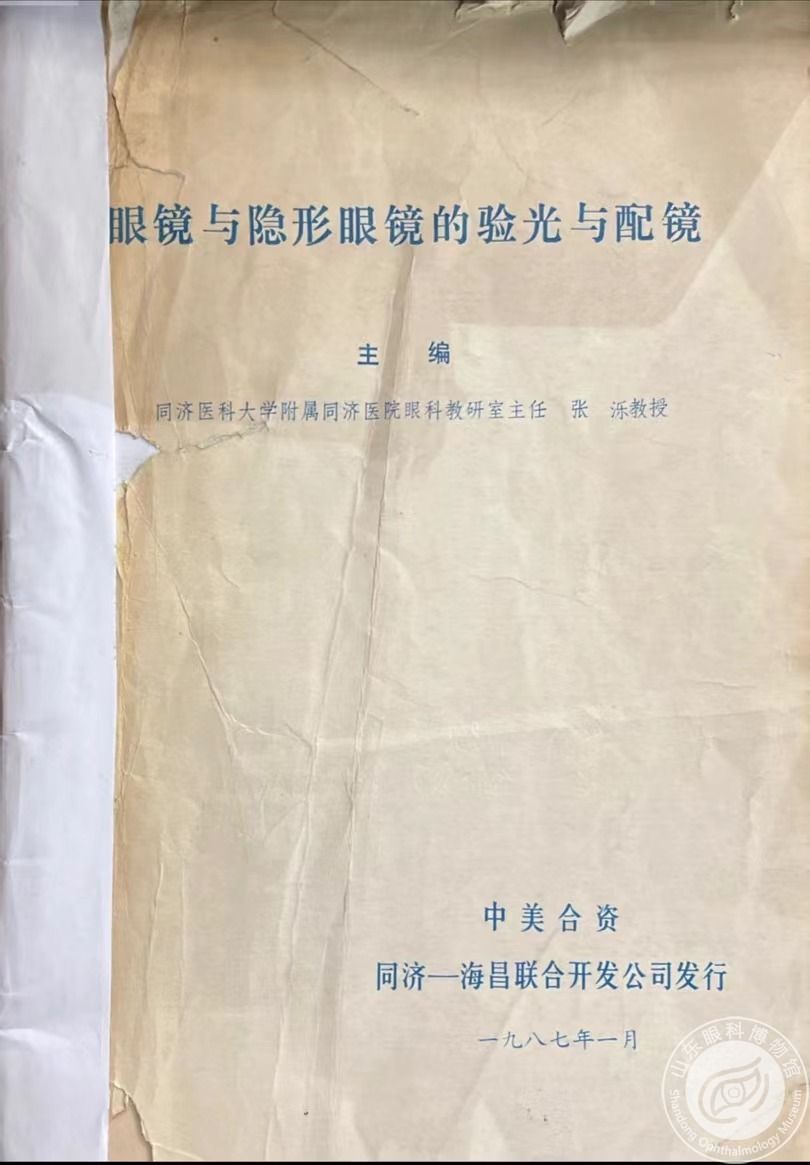 眼镜与隐形眼镜的验光与配镜
主 编
同济医科大学附属同济医院眼科教研室主任 张 泺教授
中美合资
同济—海昌联合开发公司发行
一九八七年一月
山东眼科博物馆
Shandong Ophthalmology Museum